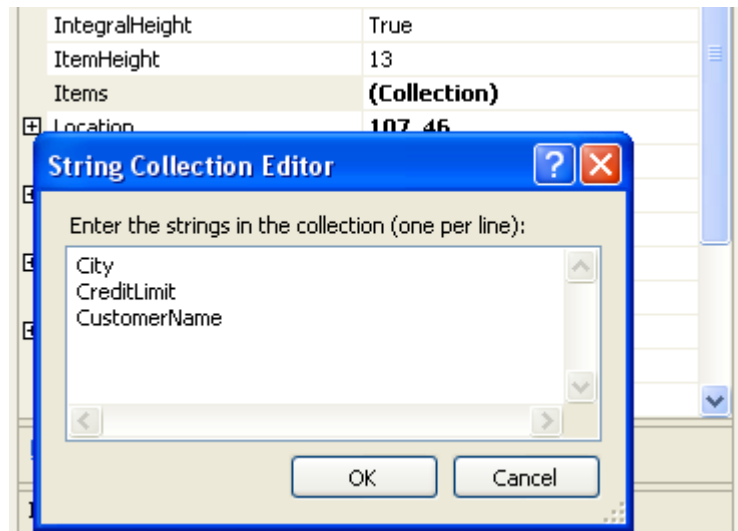 IntegralHeight True
ItemHeight 13
Items (Collection)
Location 107, 46
String Collection Editor
Enter the strings in the collection (one per line):
City
CreditLimit
CustomerName
OK Cancel